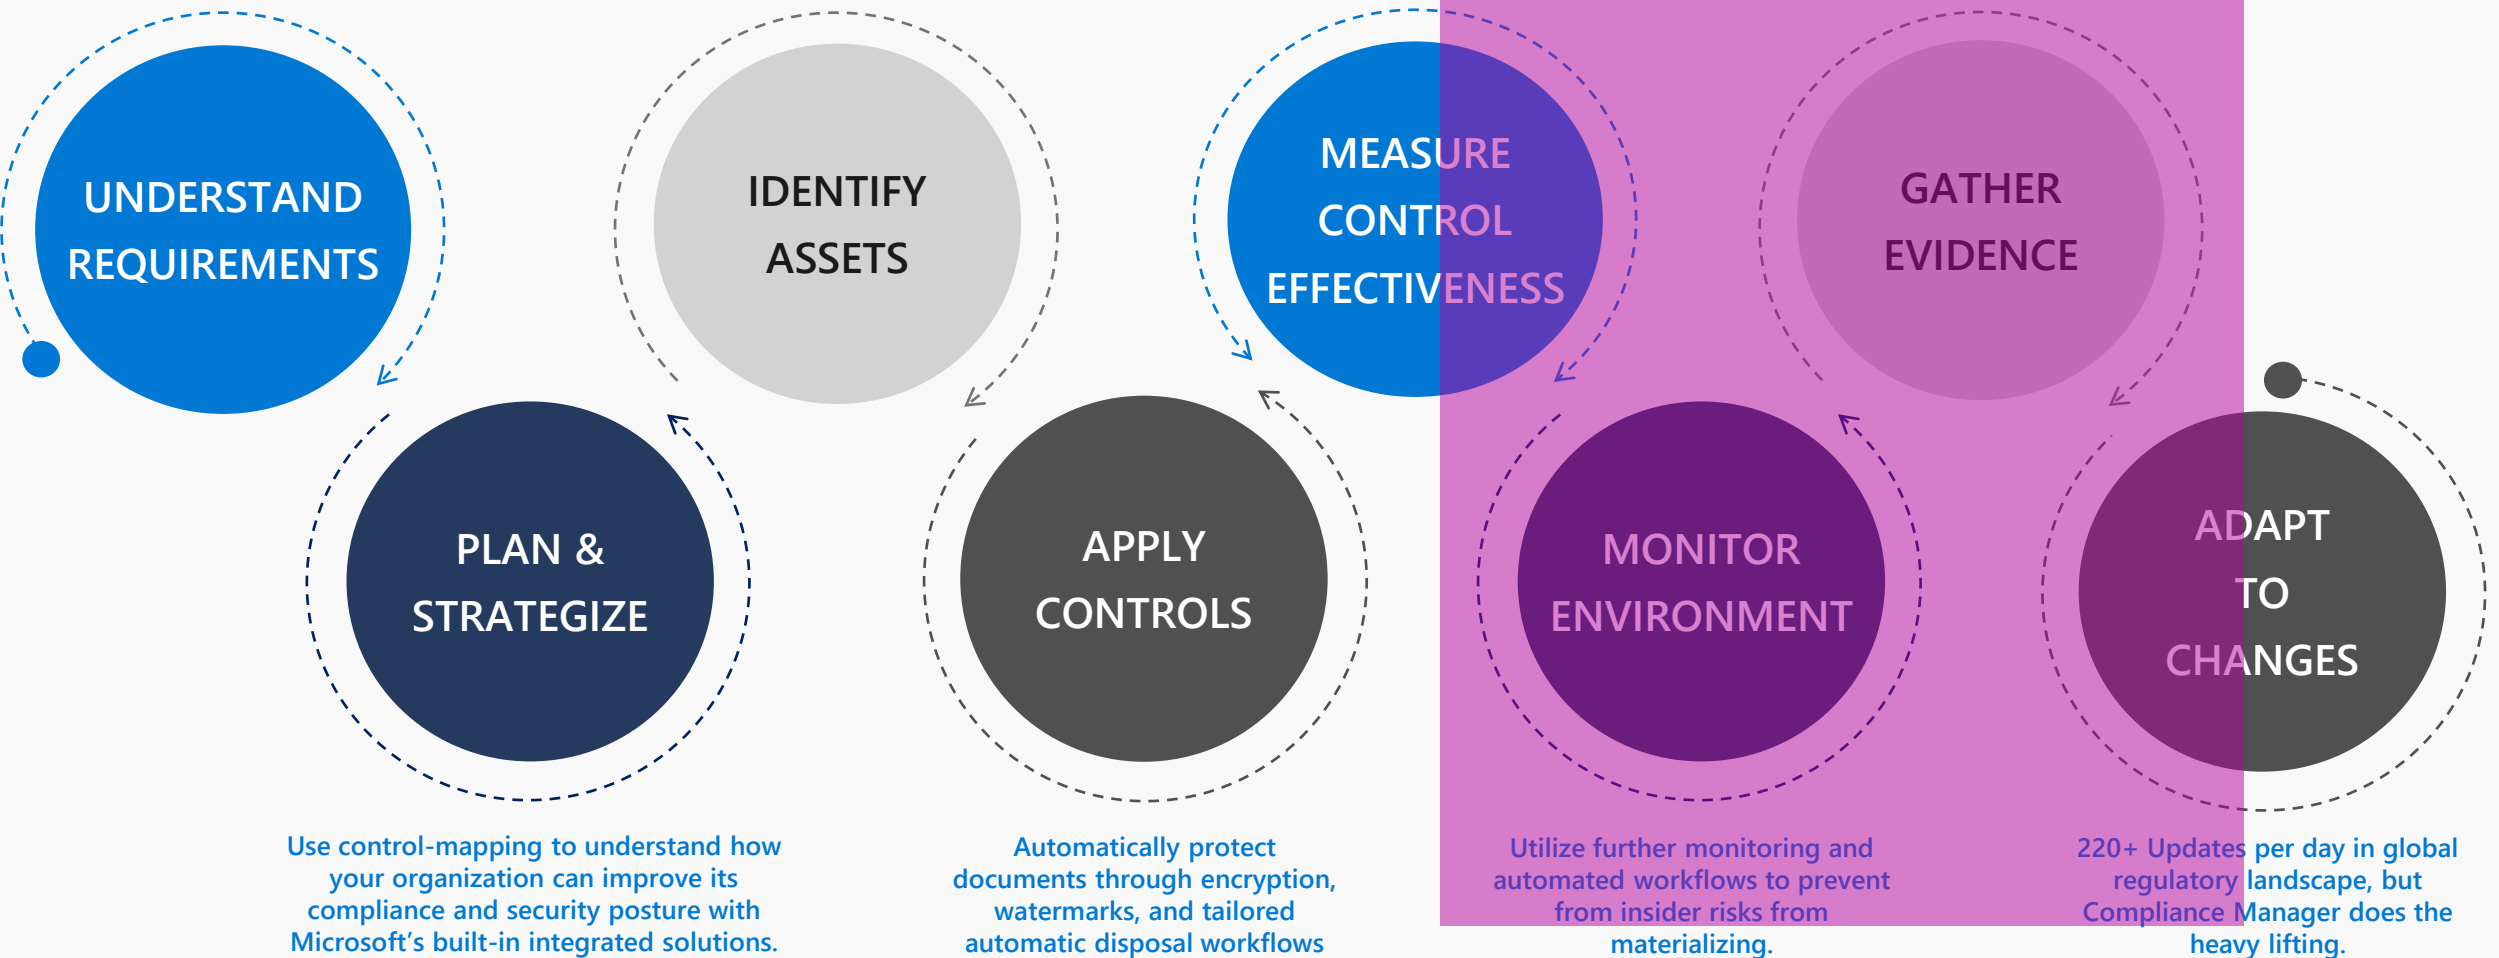 UNDERSTAND
REQUIREMENTS
PLAN &
STRATEGIZE
Use control-mapping to understand how
your organization can improve its
compliance and security posture with
Microsoft’s built-in integrated solutions.
IDENTIFY
ASSETS
APPLY
CONTROLS
Automatically protect
documents through encryption,
watermarks, and tailored
automatic disposal workflows
MEASURE
CONTROL
EFFECTIVENESS
MONITOR
ENVIRONMENT
Utilize further monitoring and
automated workflows to prevent
from insider risks from
materializing.
GATHER
EVIDENCE
ADAPT
TO
CHANGES
220+ Updates per day in global
regulatory landscape, but
Compliance Manager does the
heavy lifting.